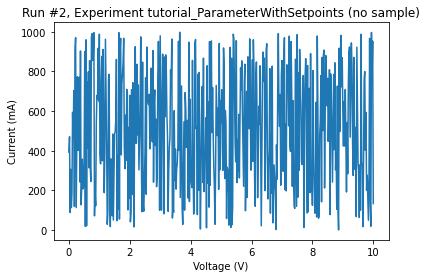 Run #2, Experiment tutorial_ParameterWithSetpoints (no sample)
1000
800
600
400
200
0
Current (mA)
0 2 4 6 8 10
Voltage (V)